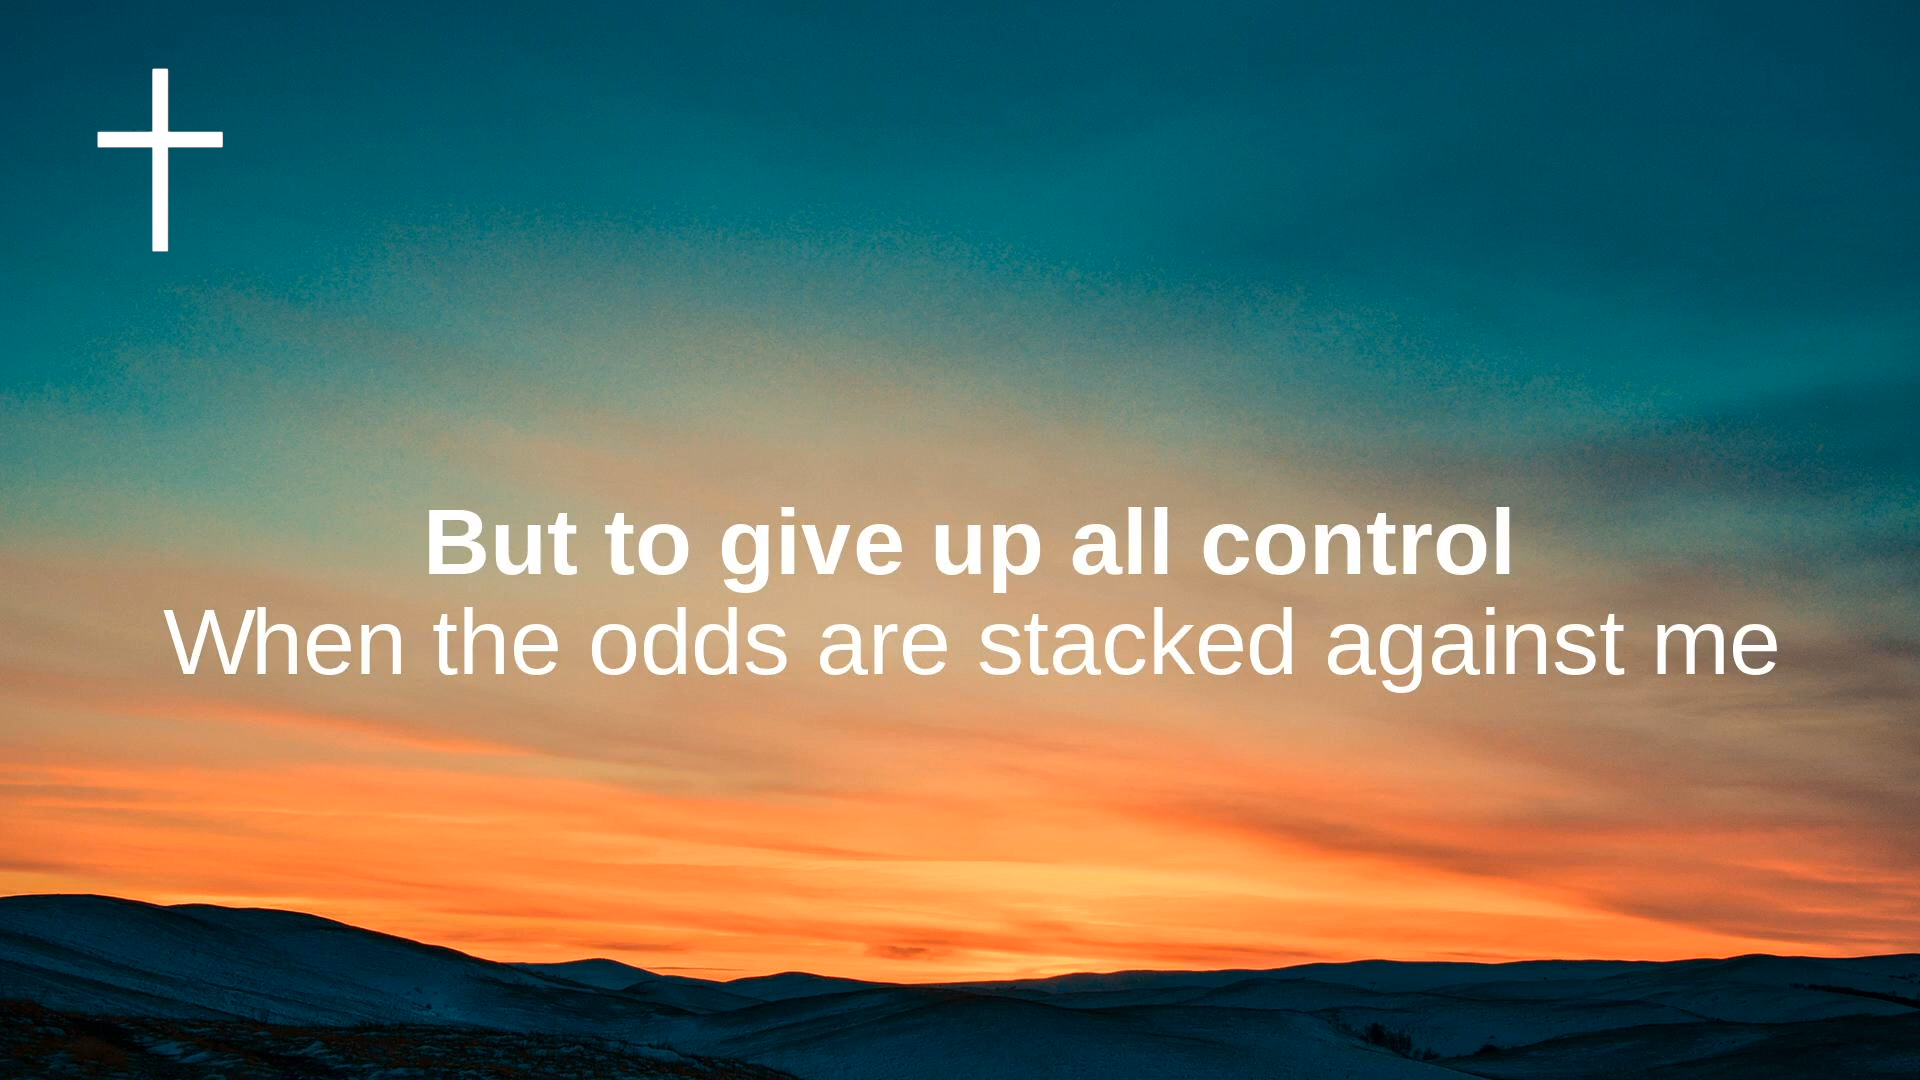 But to give up all control
When the odds are stacked against me